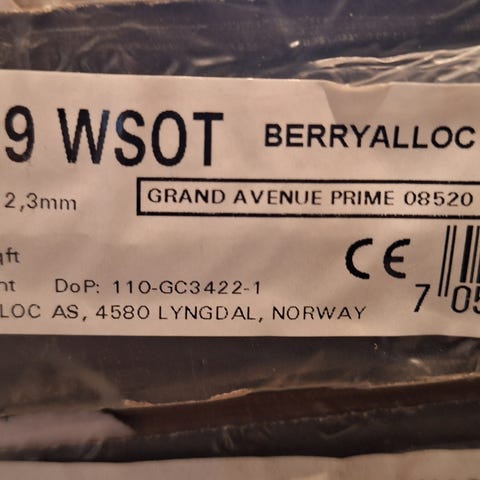 9 WSOT BERRYALLOC
2,3mm GRAND AVENUE PRIME 08520
qft
nt DoP: 110-GC3422-1 CE
LOC AS, 4580 LYNGDAL, NORWAY 7 05